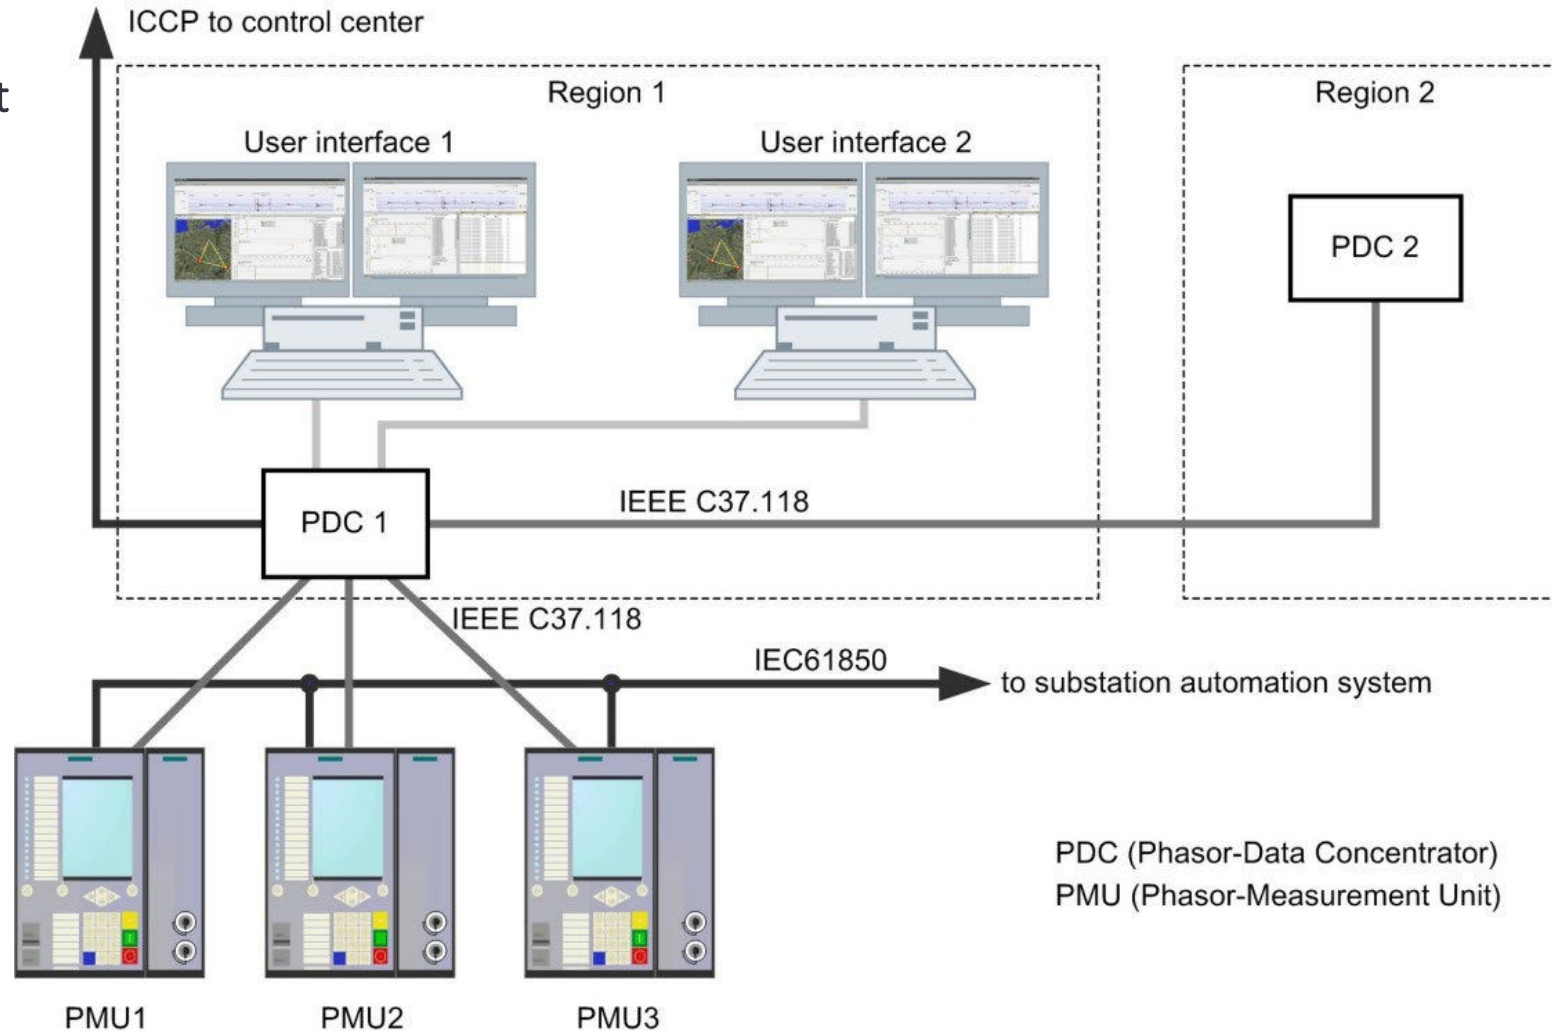 ICCP to control center
t
Region 1
Region 2
User interface 1
User interface 2
PDC 2
IEEE C37.118
PDC 1
IEEE C37.118
IEC61850
to substation automation system
PDC (Phasor-Data Concentrator)
PMU (Phasor-Measurement Unit)
PMU1
PMU2
PMU3